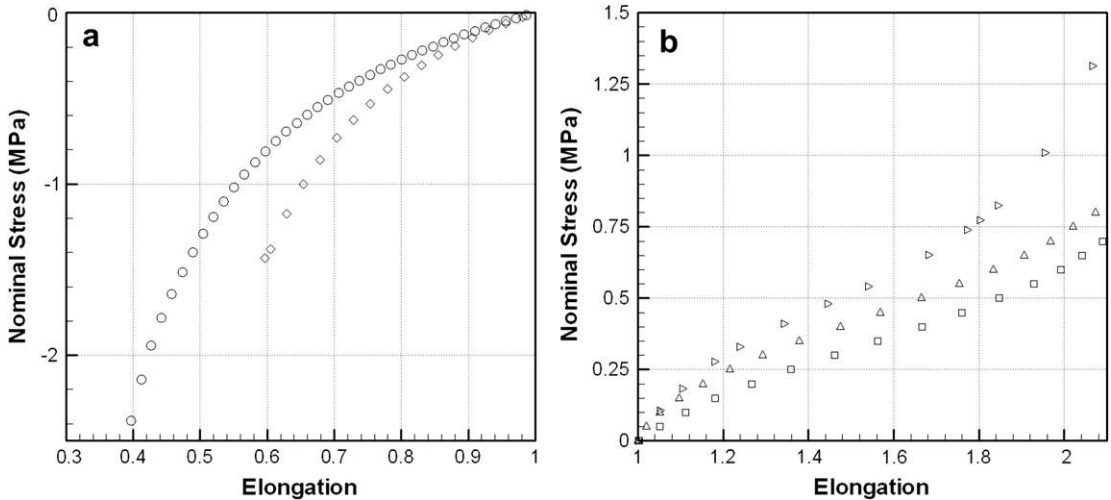 a
0
-1
-2
Nominal Stress (MPa)
0.3 0.4 0.5 0.6 0.7 0.8 0.9 1
Elongation
b
1.5
1.25
1
0.75
0.5
0.25
0
Nominal Stress (MPa)
1 1.2 1.4 1.6 1.8 2
Elongation